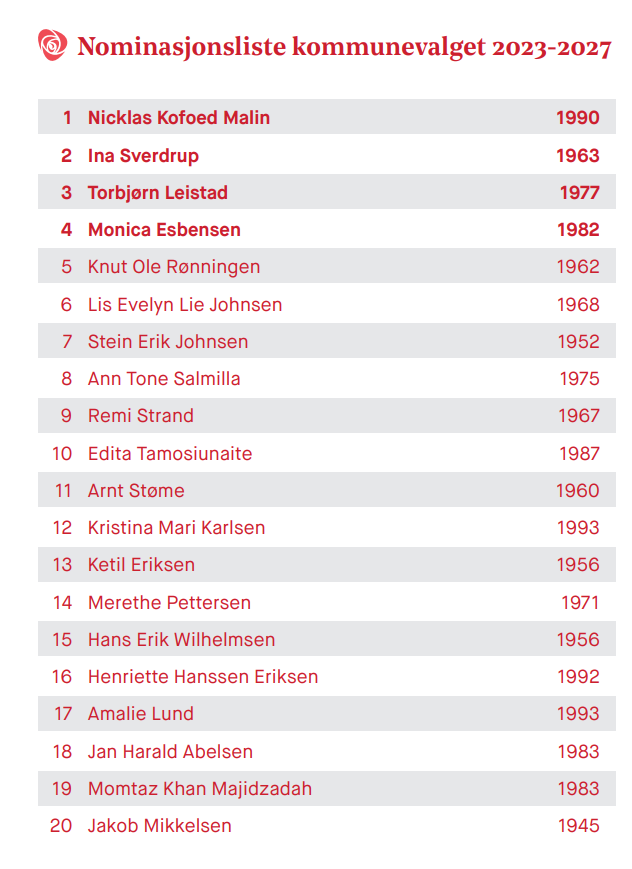 Nominasjonsliste kommunevalget 2023-2027
1 Nicklas Kofoed Malin 1990
2 Ina Sverdrup 1963
3 Torbjørn Leistad 1977
4 Monica Esbensen 1982
5 Knut Ole Rønningen 1962
6 Lis Evelyn Lie Johnsen 1968
7 Stein Erik Johnsen 1952
8 Ann Tone Salmilla 1975
9 Remi Strand 1967
10 Edita Tamosiunaite 1987
11 Arnt Støme 1960
12 Kristina Mari Karlsen 1993
13 Ketil Eriksen 1956
14 Merethe Pettersen 1971
15 Hans Erik Wilhelmsen 1956
16 Henriette Hanssen Eriksen 1992
17 Amalie Lund 1993
18 Jan Harald Abelsen 1983
19 Momtaz Khan Majidzadah 1983
20 Jakob Mikkelsen 1945